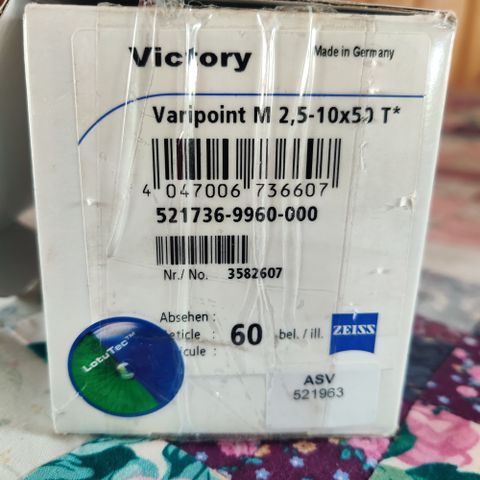 Victory
Made in Germany
Varipoint M 2,5-10x50 T*
4 047006 736607
521736-9960-000
Nr./ No. 3582607
Absehen :
60 bel. / ill.
ZEISS
LotuTec™
ASV
521963